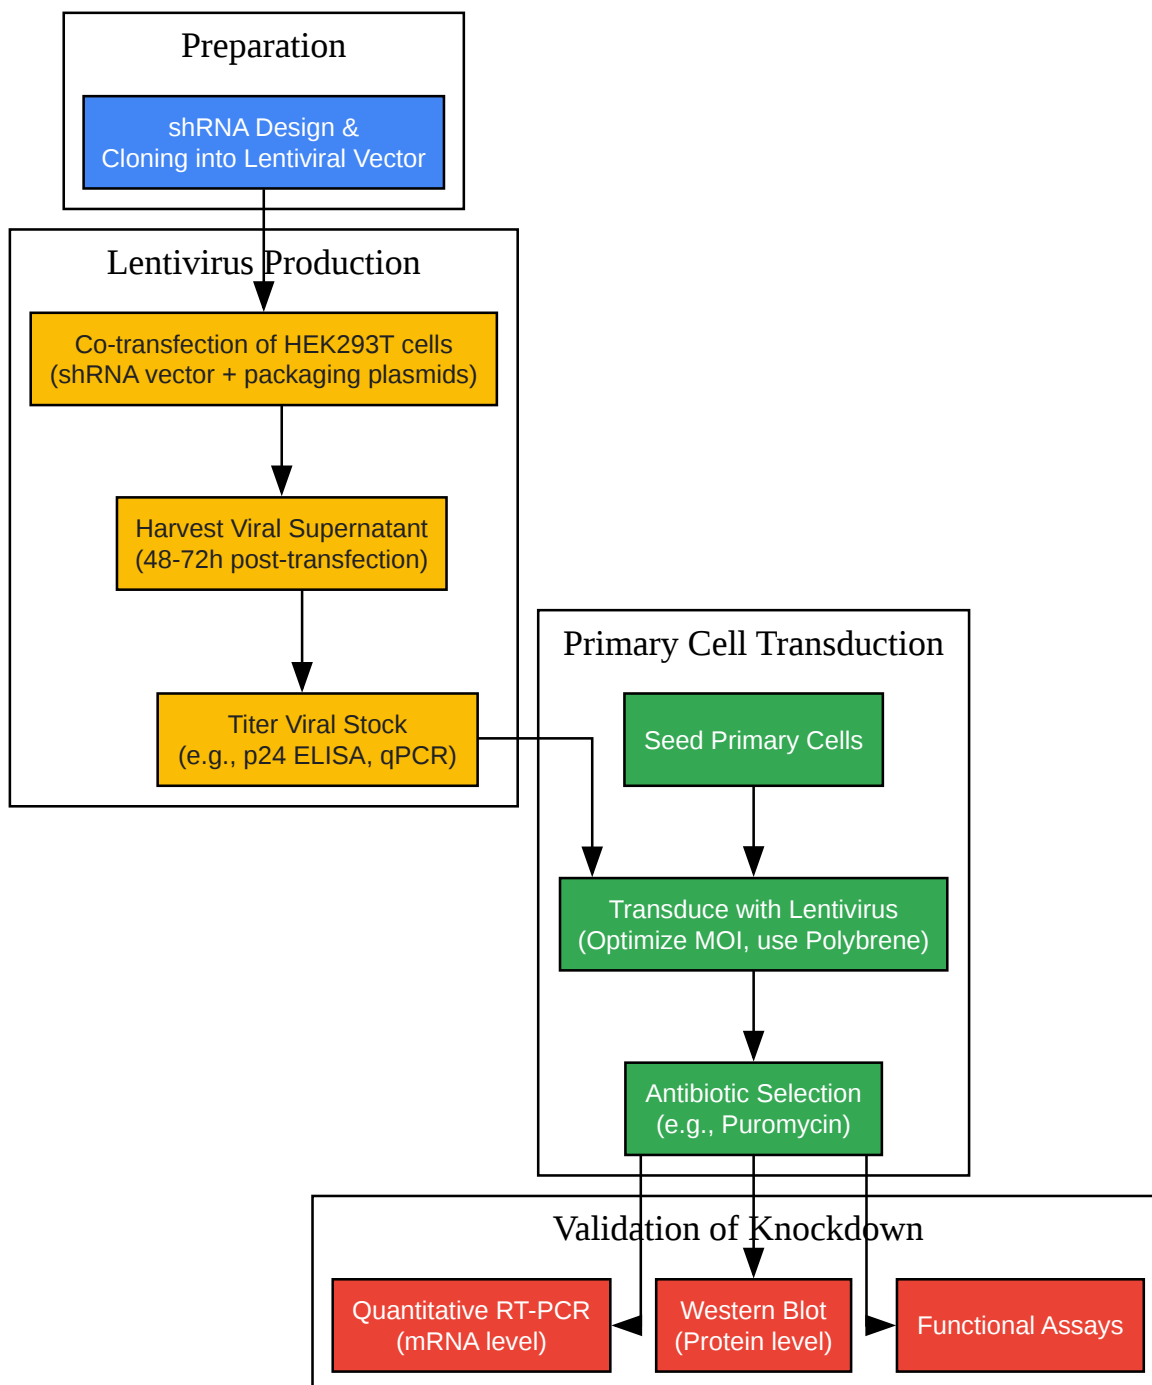 Preparation
shRNA Design &
Cloning into Lentiviral Vector
Lentivirus Production
Co-transfection of HEK293T cells
(shRNA vector + packaging plasmids)
Harvest Viral Supernatant
(48-72h post-transfection)
Titer Viral Stock
(e.g., p24 ELISA, qPCR)
Primary Cell Transduction
Seed Primary Cells
Transduce with Lentivirus
(Optimize MOI, use Polybrene)
Antibiotic Selection
(e.g., Puromycin)
Validation of Knockdown
Quantitative RT-PCR
(mRNA level)
Western Blot
(Protein level)
Functional Assays